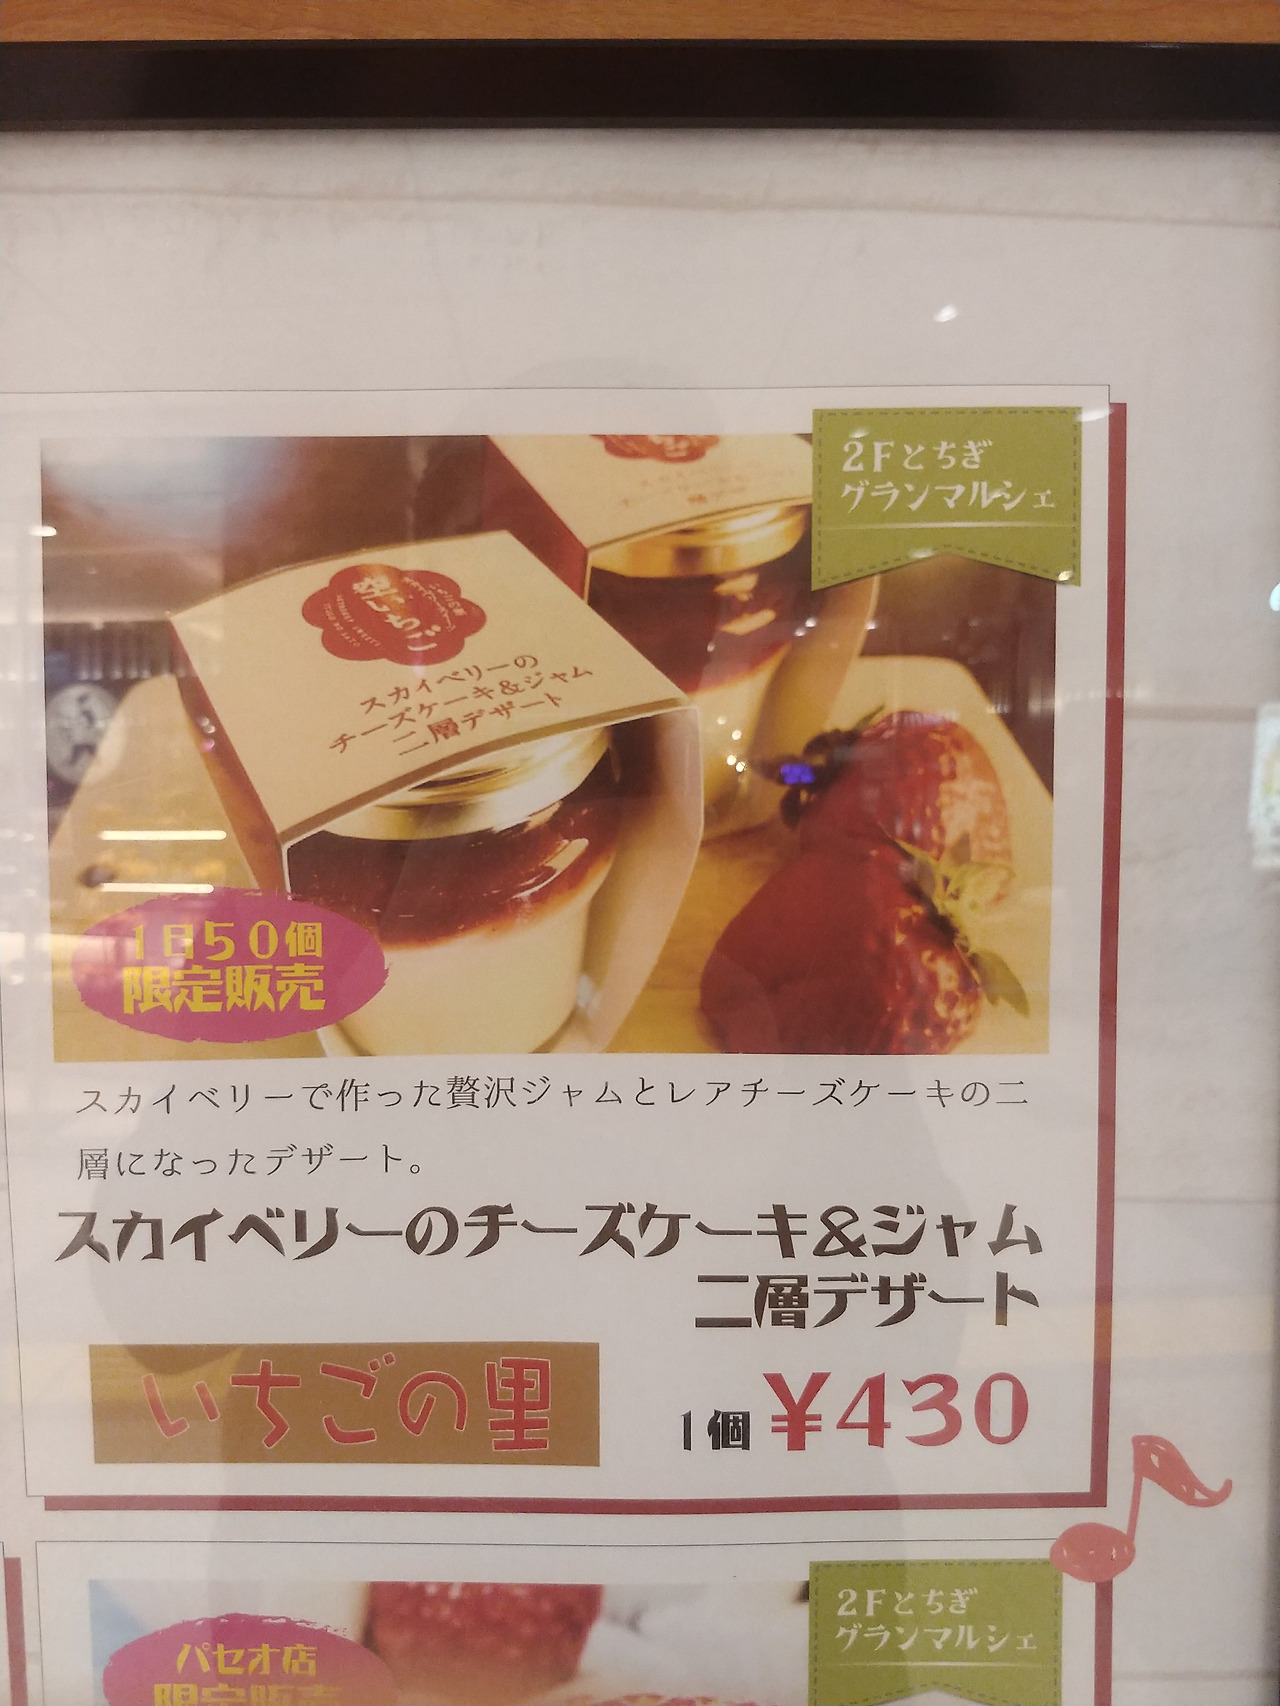 2Fとちぎ
グランマルシェ
スカイベリーの
チーズケーキ&ジャム
二層デザート
1日50個
限定販売
スカイベリーで作った贅沢ジャムとレアチーズケーキの二
層になったデザート。
スカイベリーのチーズケーキ&ジャム
二層デザート
いちごの里
1個 ¥430
2Fとちぎ
グランマルシェ
パセオ店
限定販売